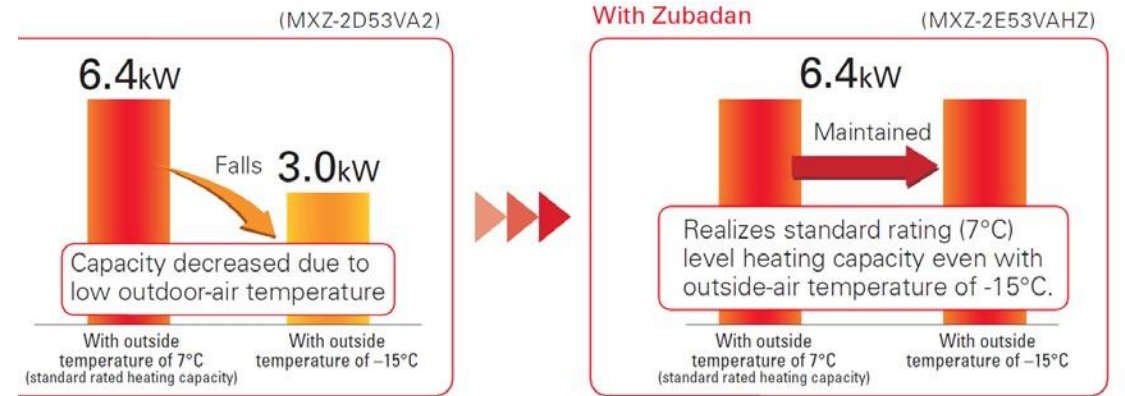 (MXZ-2D53VA2)
6.4kW
Falls 3.0kW
Capacity decreased due to
low outdoor-air temperature
With outside
temperature of 7°C
(standard rated heating capacity)
With outside
temperature of –15°C
With Zubadan
(MXZ-2E53VAHZ)
6.4kW
Maintained
Realizes standard rating (7°C)
level heating capacity even with
outside-air temperature of -15°C.
With outside
temperature of 7°C
(standard rated heating capacity)
With outside
temperature of –15°C